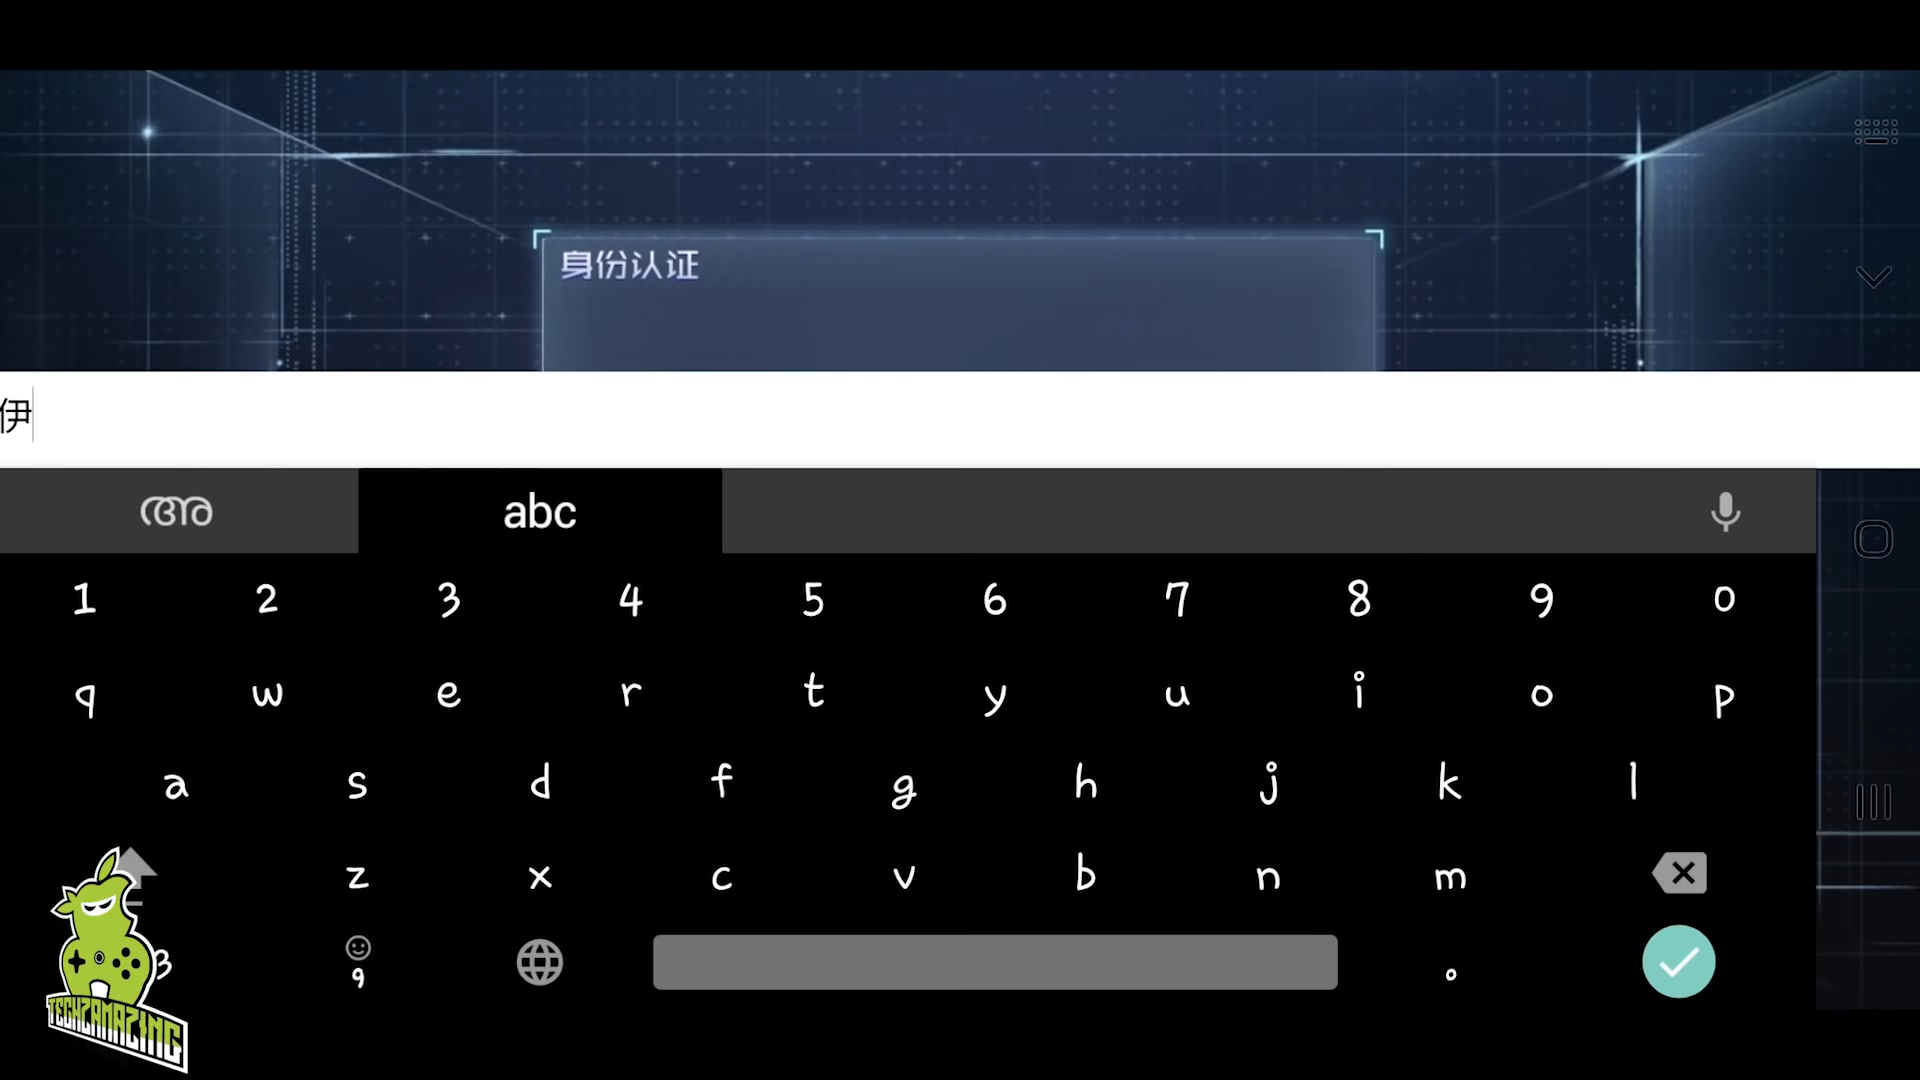 身份认证
伊
അ abc
1 2 3 4 5 6 7 8 9 0
q w e r t y u i o p
a s d f g h j k l
z x c v b n m
, .
TECHZAMAZING